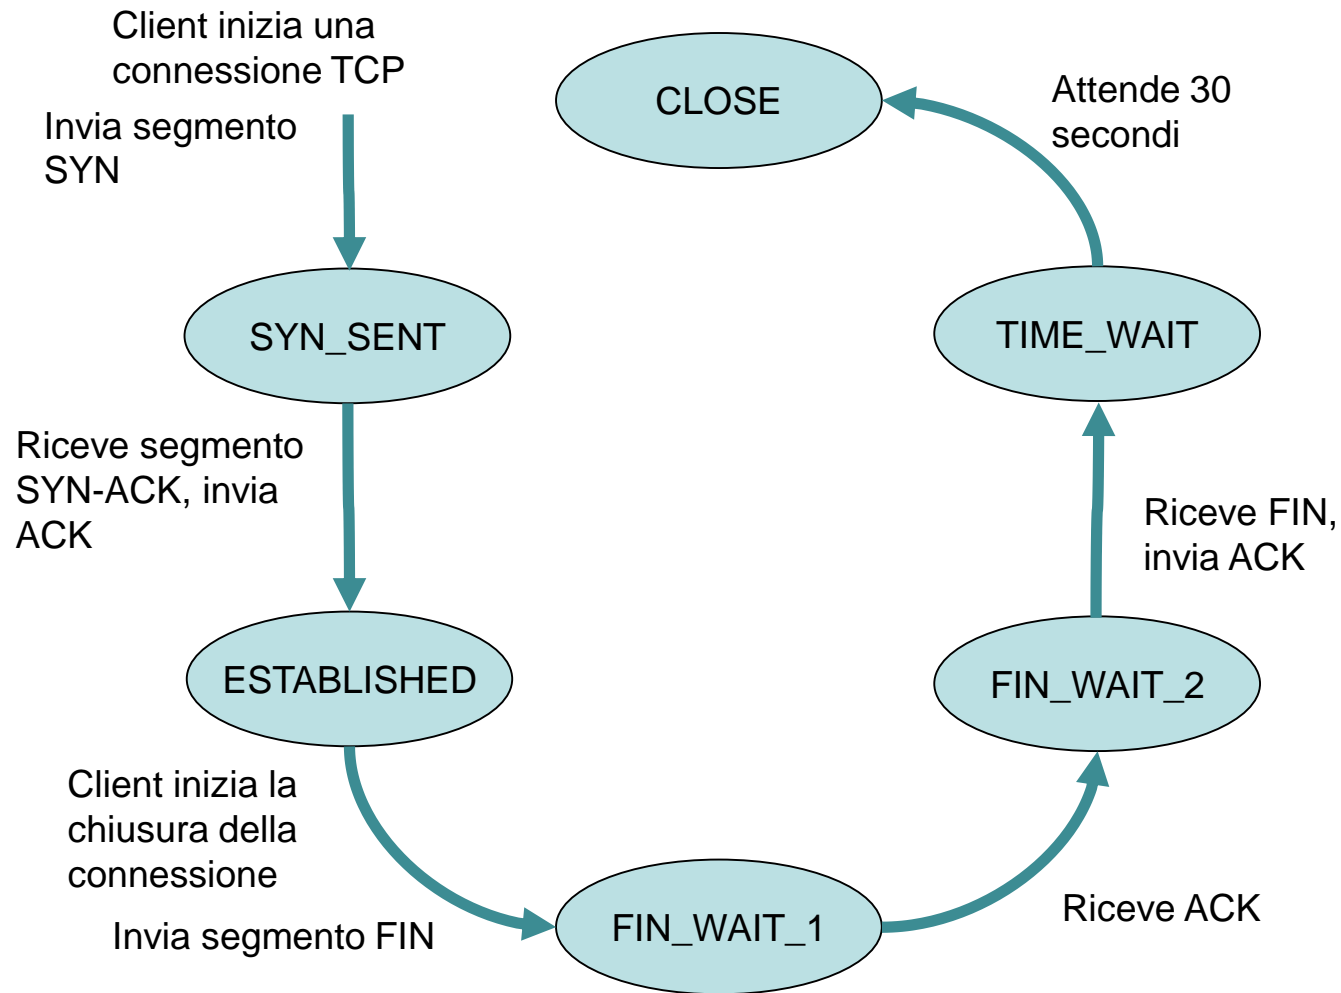 Client inizia una
connessione TCP
Invia segmento
SYN
SYN_SENT
Riceve segmento
SYN-ACK, invia
ACK
ESTABLISHED
Client inizia la
chiusura della
connessione
Invia segmento FIN
FIN_WAIT_1
Riceve ACK
FIN_WAIT_2
Riceve FIN,
invia ACK
TIME_WAIT
Attende 30
secondi
CLOSE